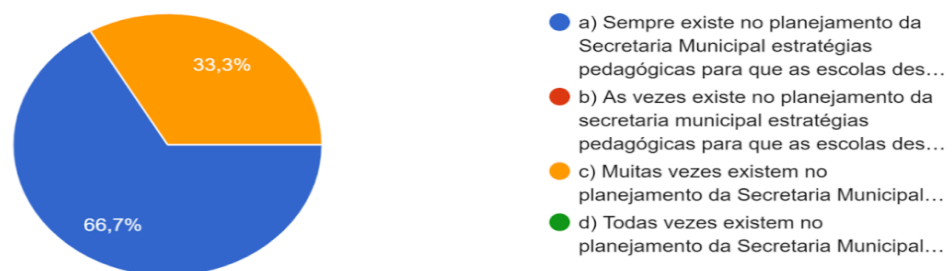 33,3%
66,7%
a) Sempre existe no planejamento da
Secretaria Municipal estratégias
pedagógicas para que as escolas des…
b) As vezes existe no planejamento da
secretaria municipal estratégias
pedagógicas para que as escolas des…
c) Muitas vezes existem no
planejamento da Secretaria Municipal…
d) Todas vezes existem no
planejamento da Secretaria Municipal…